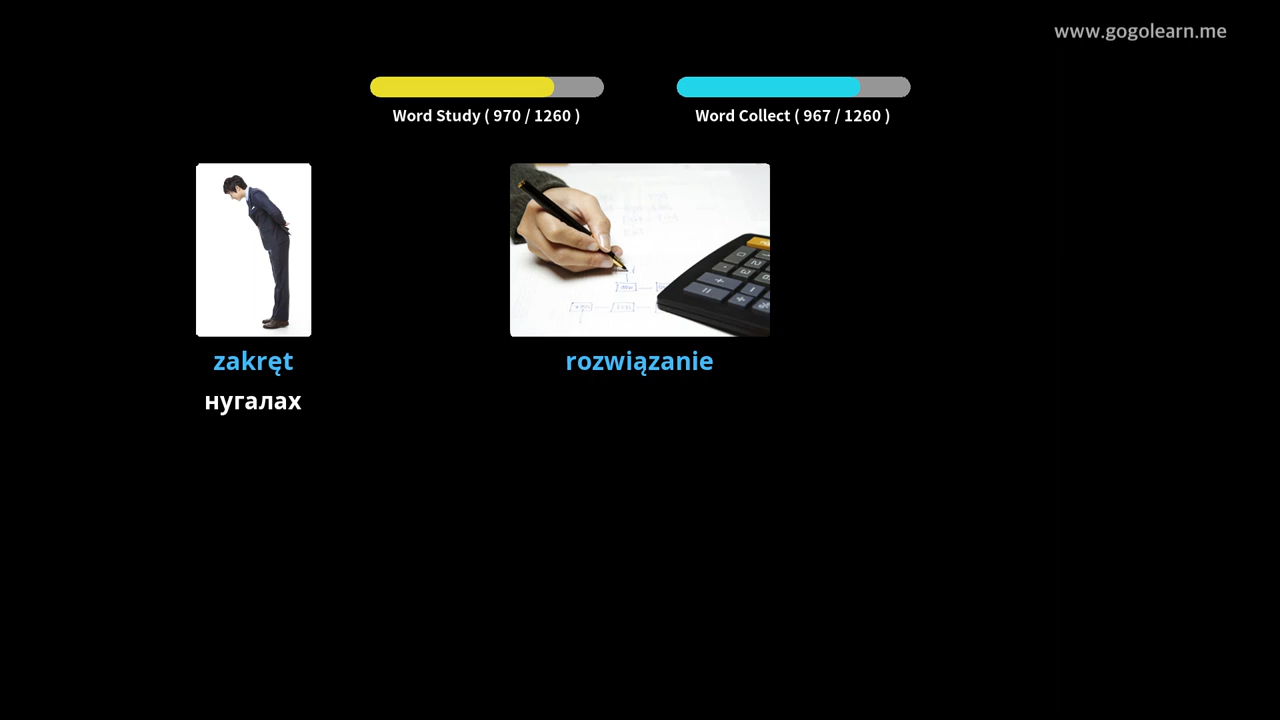 www.gogolearn.me
Word Study ( 970 / 1260 )
Word Collect ( 967 / 1260 )
zakręt
rozwiązanie
нугалах